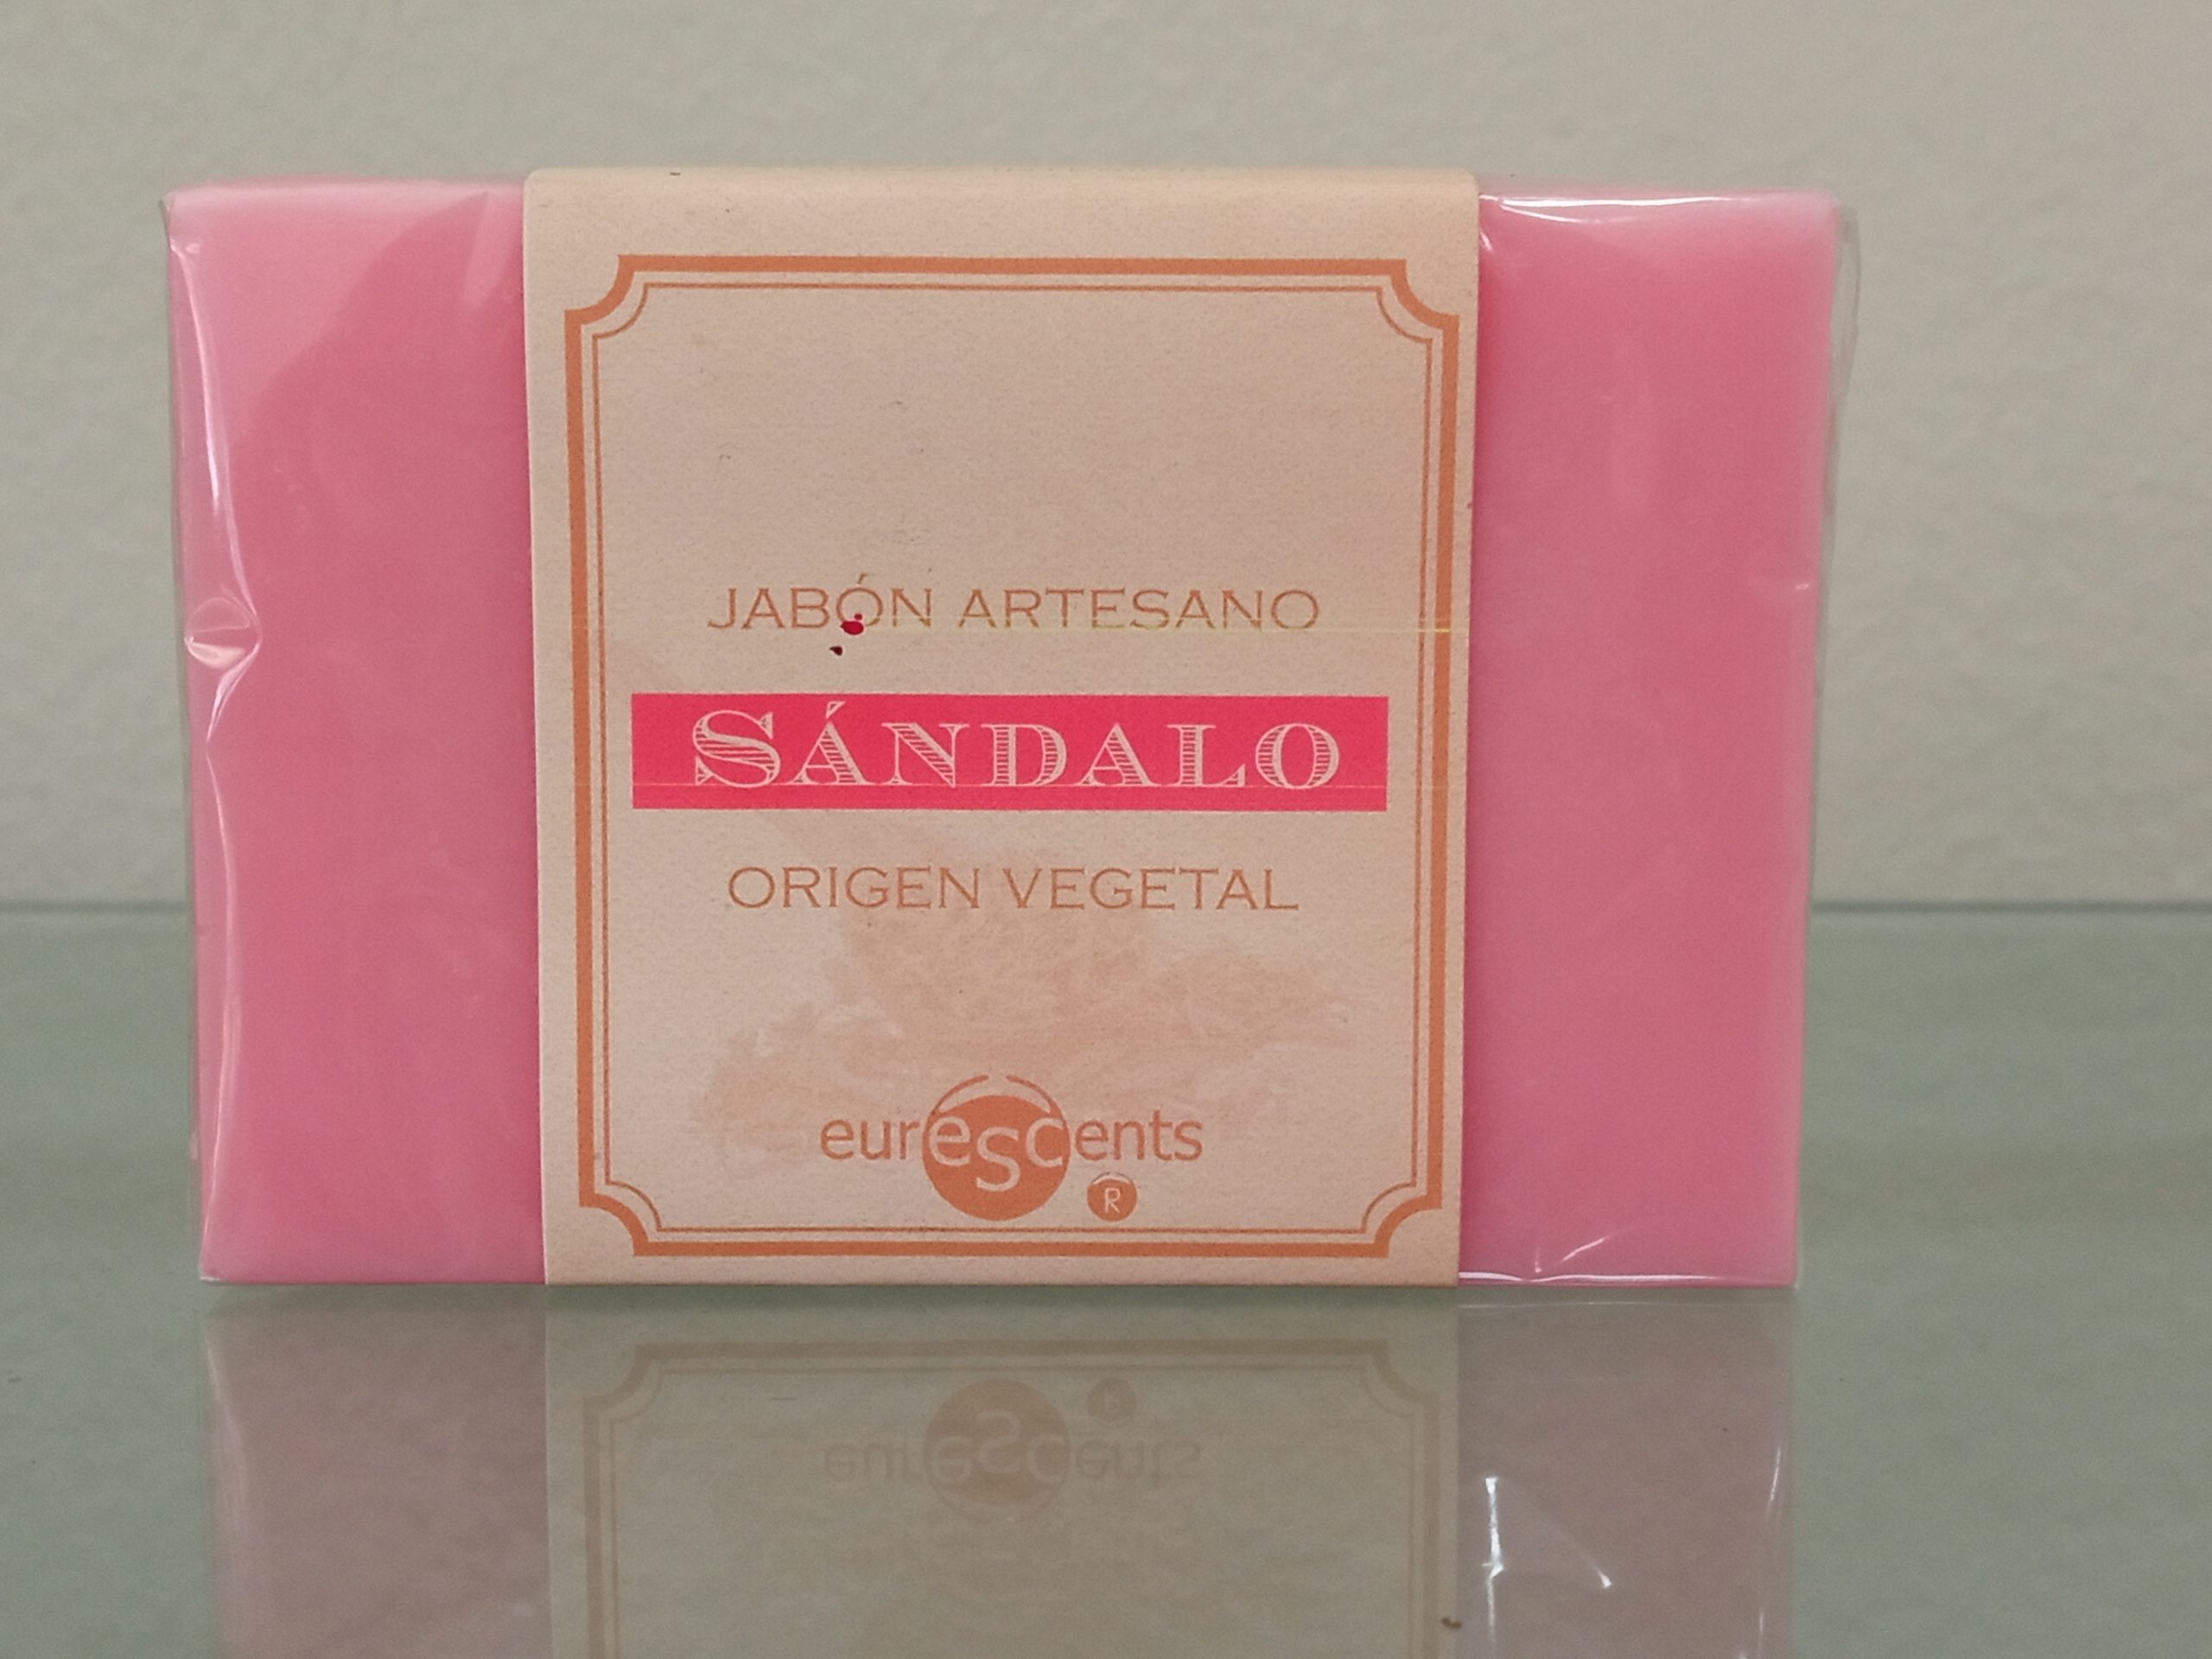 JABÓN ARTESANO
SÁNDALO
ORIGEN VEGETAL
eurescents
R